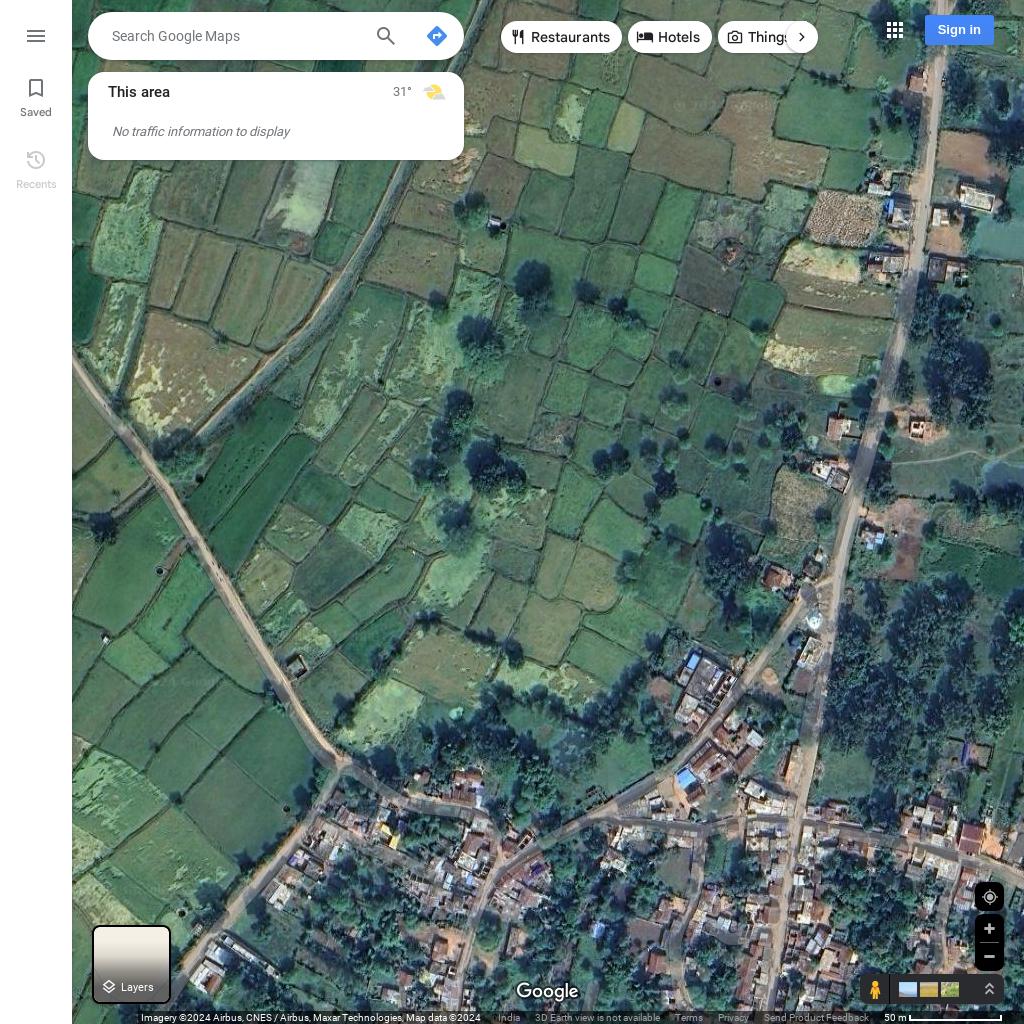 Search Google Maps
Restaurants
Hotels
Things
Sign in
This area
31°
No traffic information to display
Saved
Recents
Layers
Google
Imagery ©2024 Airbus, CNES / Airbus, Maxar Technologies, Map data ©2024
India
3D Earth view is not available
Terms
Privacy
Send Product Feedback
50 m